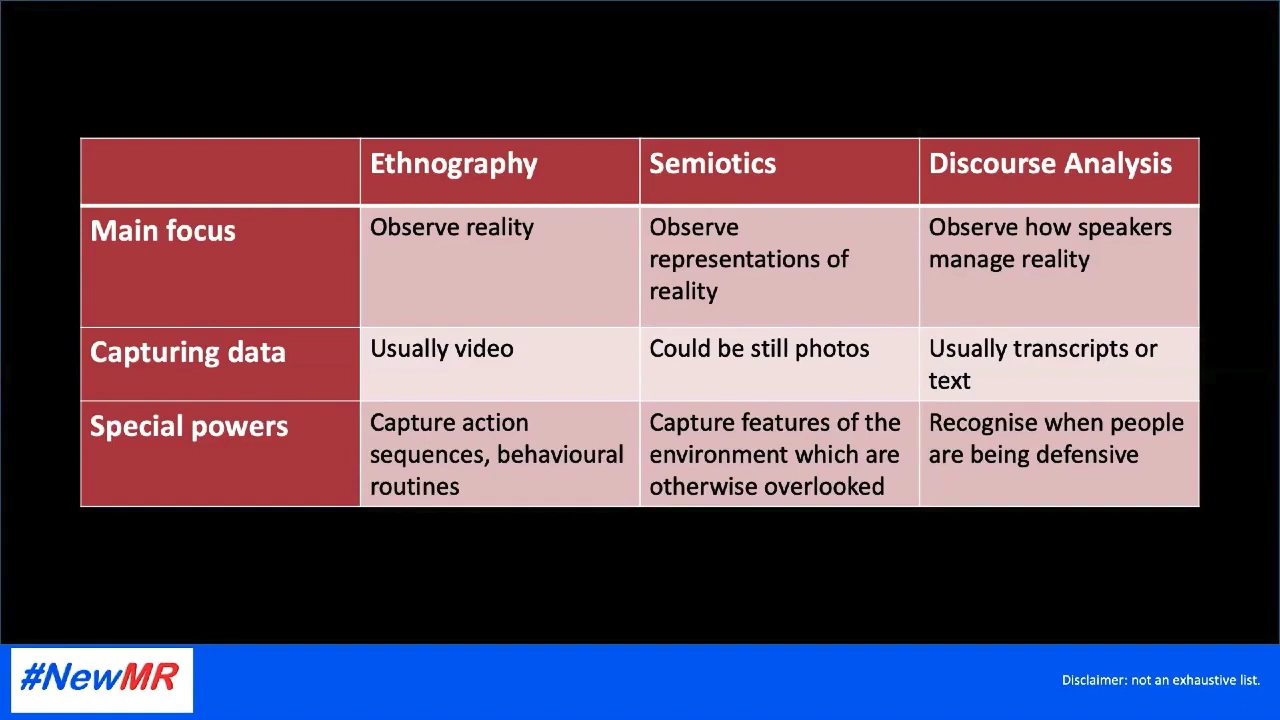 Ethnography
Semiotics
Discourse Analysis
Main focus
Observe reality
Observe
representations of
reality
Observe how speakers
manage reality
Capturing data
Usually video
Could be still photos
Usually transcripts or
text
Special powers
Capture action
sequences, behavioural
routines
Capture features of the
environment which are
otherwise overlooked
Recognise when people
are being defensive
#NewMR
Disclaimer: not an exhaustive list.